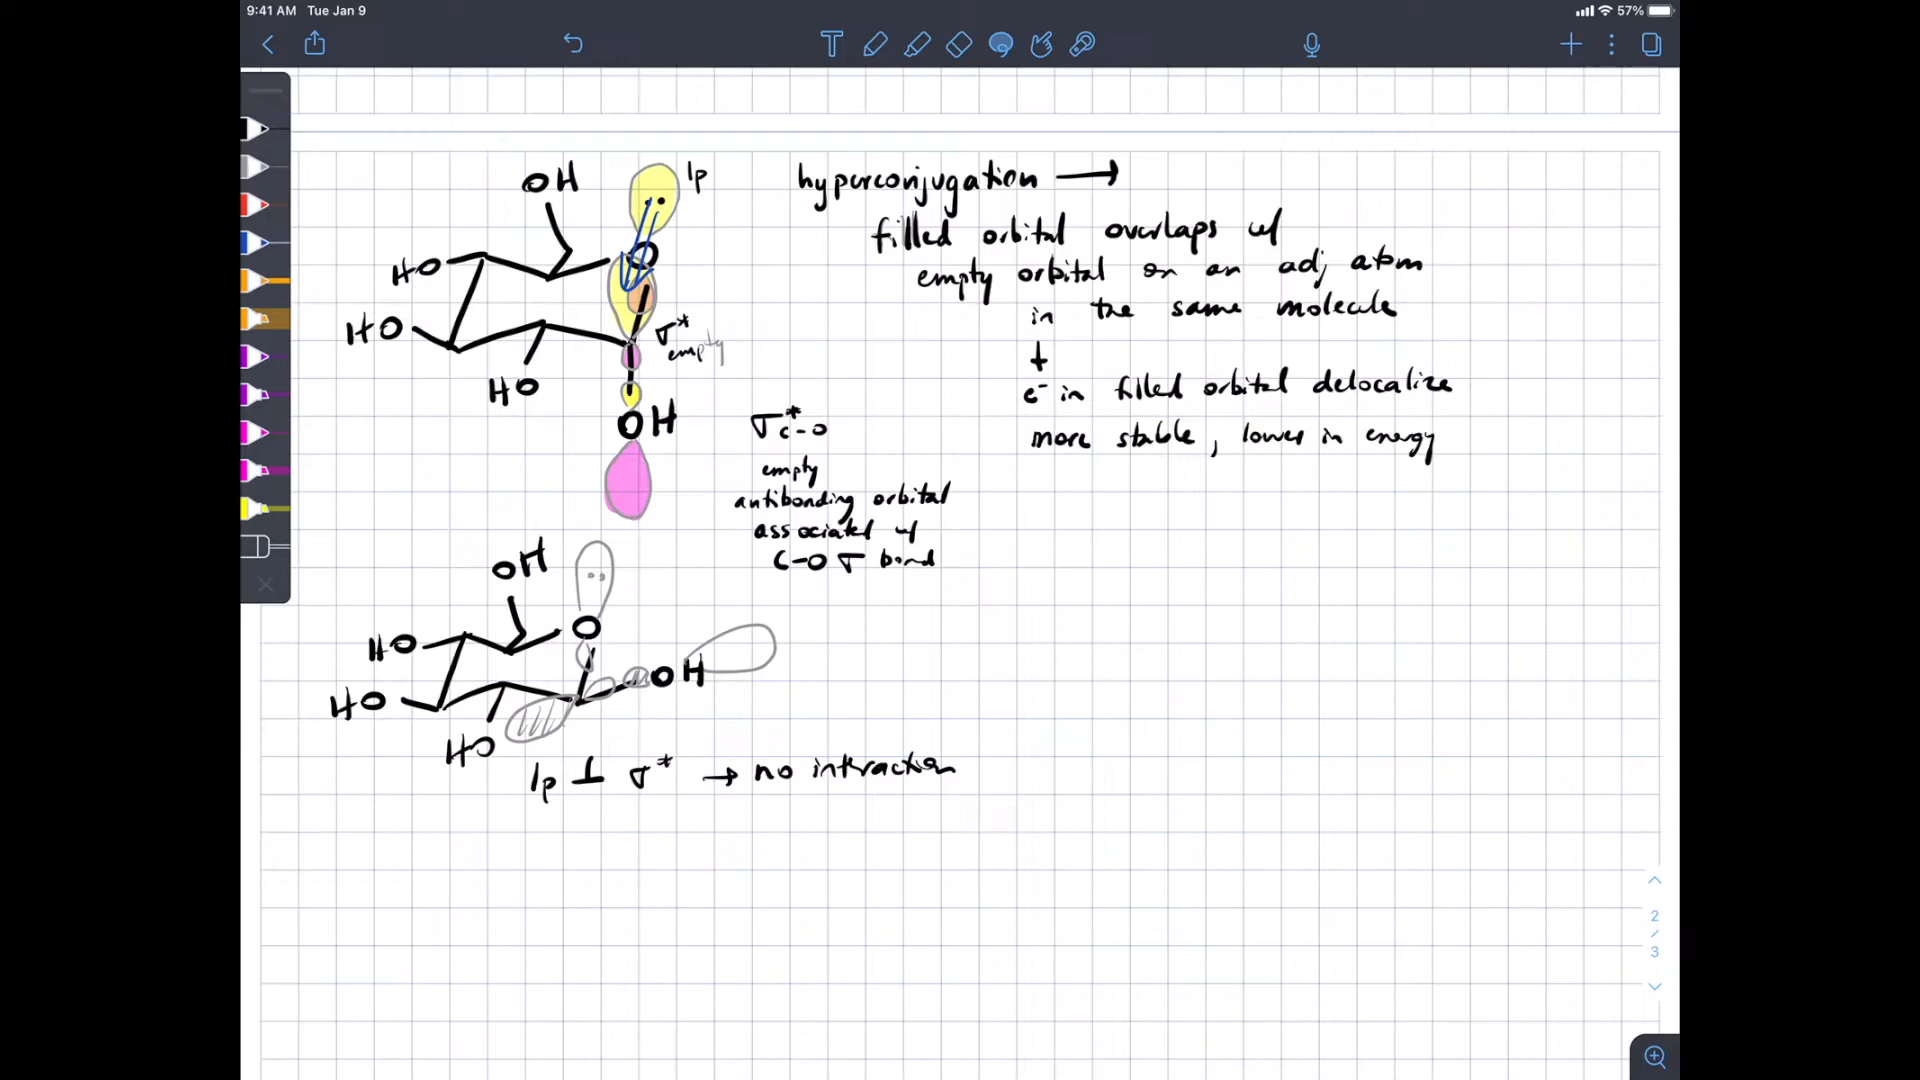 9:41 AM Tue Jan 9
57%
OH
lp
HO
O
HO
σ*
empty
HO
OH
hyperconjugation →
filled orbital overlaps w/
empty orbital on an adj atom
in the same molecule
↓
e⁻ in filled orbital delocalize
more stable, lower in energy
σ*C-O
empty
antibonding orbital
associated w/
C-O σ bond
OH
O
HO
OH
HO
HO
lp ⊥ σ* → no interaction
2
/
3